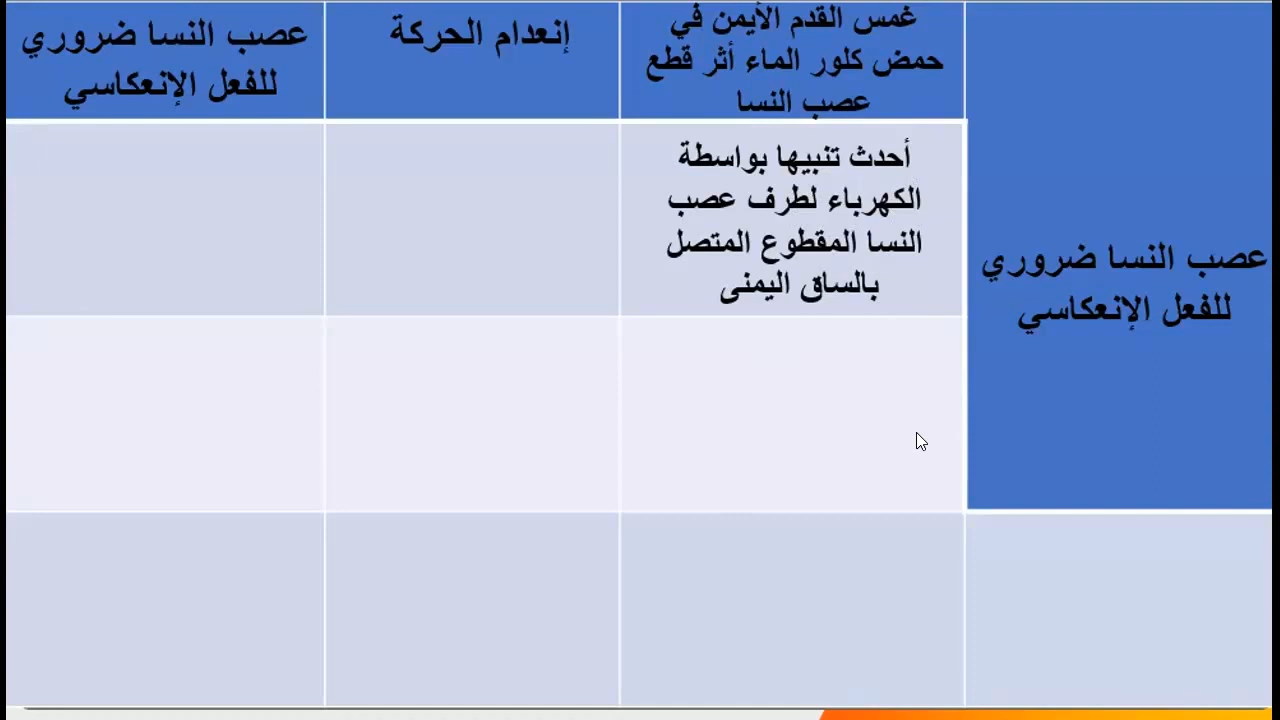 عصب النسا ضروري
للفعل الإنعكاسي
غمس القدم الأيمن في
حمض كلور الماء أثر قطع
عصب النسا
إنعدام الحركة
عصب النسا ضروري
للفعل الإنعكاسي
أحدث تنبيها بواسطة
الكهرباء لطرف عصب
النسا المقطوع المتصل
بالساق اليمنى